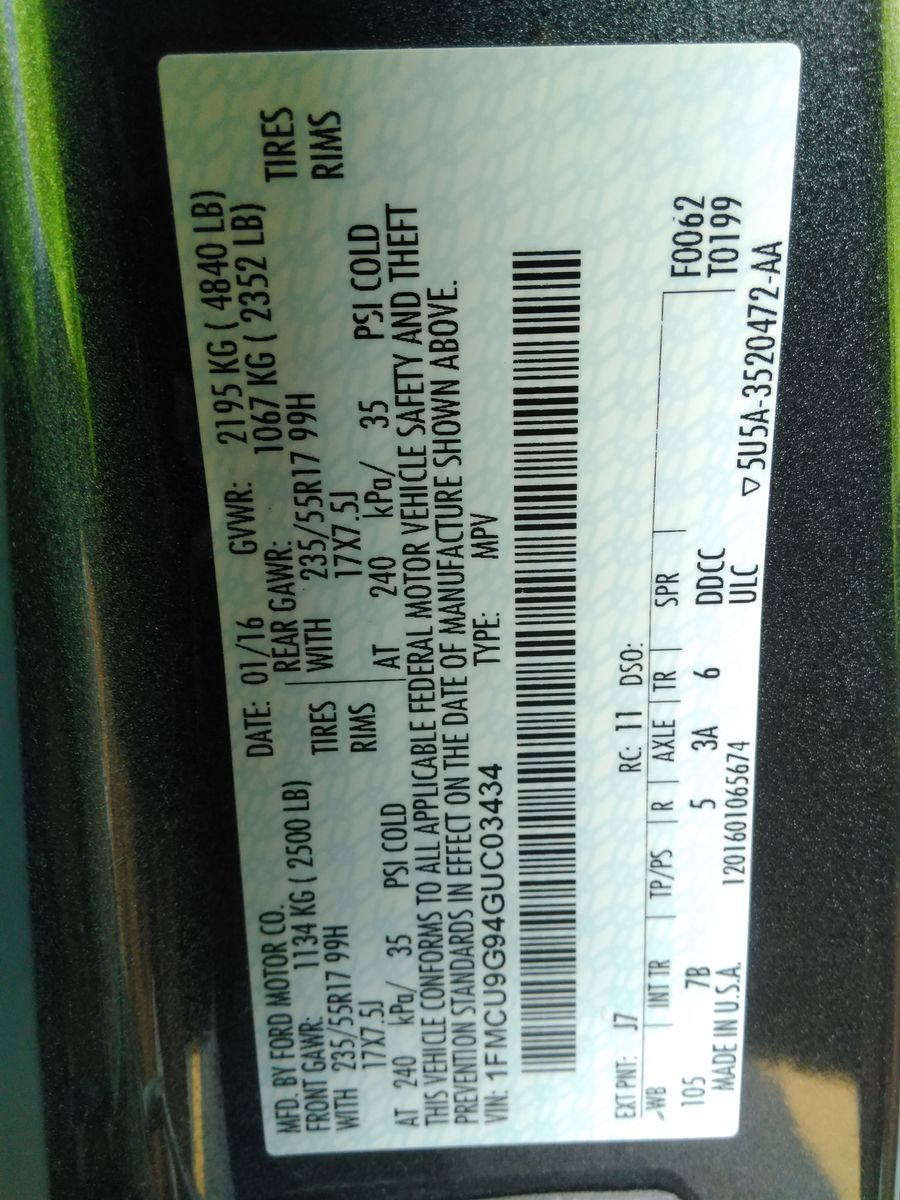 MFD. BY FORD MOTOR CO.
DATE: 01/16 GVWR: 2195 KG ( 4840 LB)
FRONT GAWR: 1134 KG ( 2500 LB) REAR GAWR: 1067 KG ( 2352 LB)
WITH 235/55R17 99H TIRES WITH 235/55R17 99H TIRES
17X7.5J RIMS 17X7.5J RIMS
AT 240 kPa/ 35 PSI COLD AT 240 kPa/ 35 PSI COLD
THIS VEHICLE CONFORMS TO ALL APPLICABLE FEDERAL MOTOR VEHICLE SAFETY AND THEFT
PREVENTION STANDARDS IN EFFECT ON THE DATE OF MANUFACTURE SHOWN ABOVE.
VIN: 1FMCU9G94GUC03434 TYPE: MPV
EXT PNT: J7 RC: 11 DSO:
WB INT TR TP/PS R AXLE TR SPR F0062
105 7B 5 3A 6 DDCC T0199
MADE IN U.S.A. 1201601065674 ULC ▽5U5A-3520472-AA